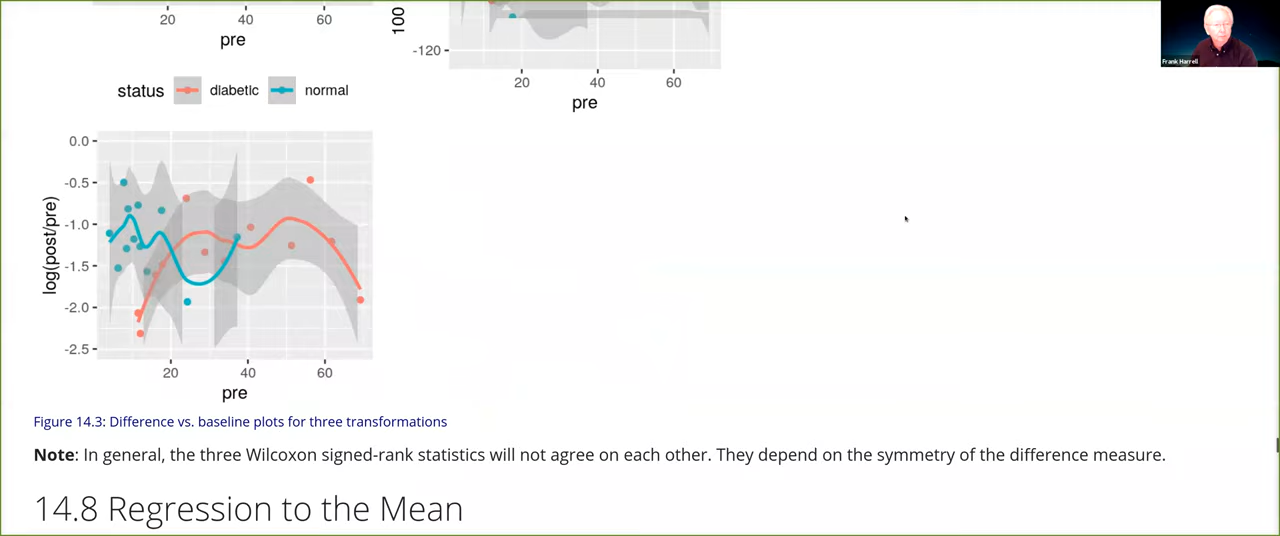 20
40
60
pre
100
-120
20
40
60
pre
Frank Harrell
status
diabetic
normal
0.0
-0.5
-1.0
-1.5
-2.0
-2.5
log(post/pre)
20
40
60
pre
Figure 14.3: Difference vs. baseline plots for three transformations
Note: In general, the three Wilcoxon signed-rank statistics will not agree on each other. They depend on the symmetry of the difference measure.
14.8 Regression to the Mean